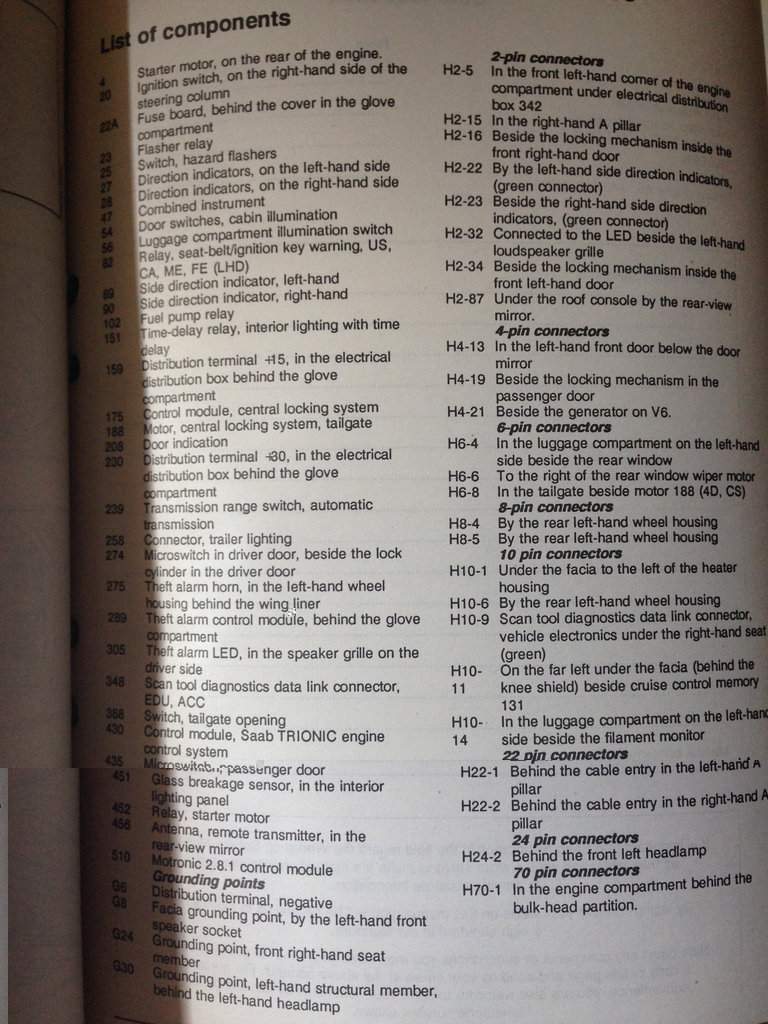 List of components
4 Starter motor, on the rear of the engine.
20 Ignition switch, on the right-hand side of the
steering column
22A Fuse board, behind the cover in the glove
compartment
23 Flasher relay
25 Switch, hazard flashers
27 Direction indicators, on the left-hand side
28 Direction indicators, on the right-hand side
47 Combined instrument
54 Door switches, cabin illumination
56 Luggage compartment illumination switch
82 Relay, seat-belt/ignition key warning, US,
CA, ME, FE (LHD)
89 Side direction indicator, left-hand
90 Side direction indicator, right-hand
102 Fuel pump relay
151 Time-delay relay, interior lighting with time
delay
159 Distribution terminal +15, in the electrical
distribution box behind the glove
compartment
175 Control module, central locking system
188 Motor, central locking system, tailgate
208 Door indication
230 Distribution terminal +30, in the electrical
distribution box behind the glove
compartment
239 Transmission range switch, automatic
transmission
258 Connector, trailer lighting
274 Microswitch in driver door, beside the lock
cylinder in the driver door
275 Theft alarm horn, in the left-hand wheel
housing behind the wing liner
289 Theft alarm control module, behind the glove
compartment
305 Theft alarm LED, in the speaker grille on the
driver side
348 Scan tool diagnostics data link connector,
EDU, ACC
388 Switch, tailgate opening
430 Control module, Saab TRIONIC engine
control system
435 Microswitch, passenger door
451 Glass breakage sensor, in the interior
lighting panel
452 Relay, starter motor
456 Antenna, remote transmitter, in the
rear-view mirror
510 Motronic 2.8.1 control module
Grounding points
G6 Distribution terminal, negative
G8 Facia grounding point, by the left-hand front
speaker socket
G24 Grounding point, front right-hand seat
member
G30 Grounding point, left-hand structural member,
behind the left-hand headlamp
2-pin connectors
H2-5 In the front left-hand corner of the engine
compartment under electrical distribution
box 342
H2-15 In the right-hand A pillar
H2-16 Beside the locking mechanism inside the
front right-hand door
H2-22 By the left-hand side direction indicators,
(green connector)
H2-23 Beside the right-hand side direction
indicators, (green connector)
H2-32 Connected to the LED beside the left-hand
loudspeaker grille
H2-34 Beside the locking mechanism inside the
front left-hand door
H2-87 Under the roof console by the rear-view
mirror.
4-pin connectors
H4-13 In the left-hand front door below the door
mirror
H4-19 Beside the locking mechanism in the
passenger door
H4-21 Beside the generator on V6.
6-pin connectors
H6-4 In the luggage compartment on the left-hand
side beside the rear window
H6-6 To the right of the rear window wiper motor
H6-8 In the tailgate beside motor 188 (4D, CS)
8-pin connectors
H8-4 By the rear left-hand wheel housing
H8-5 By the rear left-hand wheel housing
10 pin connectors
H10-1 Under the facia to the left of the heater
housing
H10-6 By the rear left-hand wheel housing
H10-9 Scan tool diagnostics data link connector,
vehicle electronics under the right-hand seat
(green)
H10- On the far left under the facia (behind the
11 knee shield) beside cruise control memory
131
H10- In the luggage compartment on the left-hand
14 side beside the filament monitor
22 pin connectors
H22-1 Behind the cable entry in the left-hand A
pillar
H22-2 Behind the cable entry in the right-hand A
pillar
24 pin connectors
H24-2 Behind the front left headlamp
70 pin connectors
H70-1 In the engine compartment behind the
bulk-head partition.